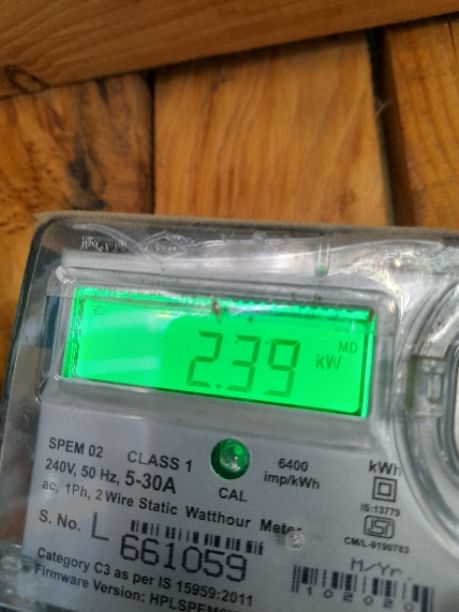 2.39
MD
kW
SPEM 02 CLASS 1
240V, 50 Hz, 5-30A
ac, 1Ph, 2 Wire Static Watthour Meter
6400
imp/kWh
CAL
kWh
IS:13779
ISI
CM/L-9190783
S. No. L 661059
M/Yr.
Category C3 as per IS 15959:2011
Firmware Version: